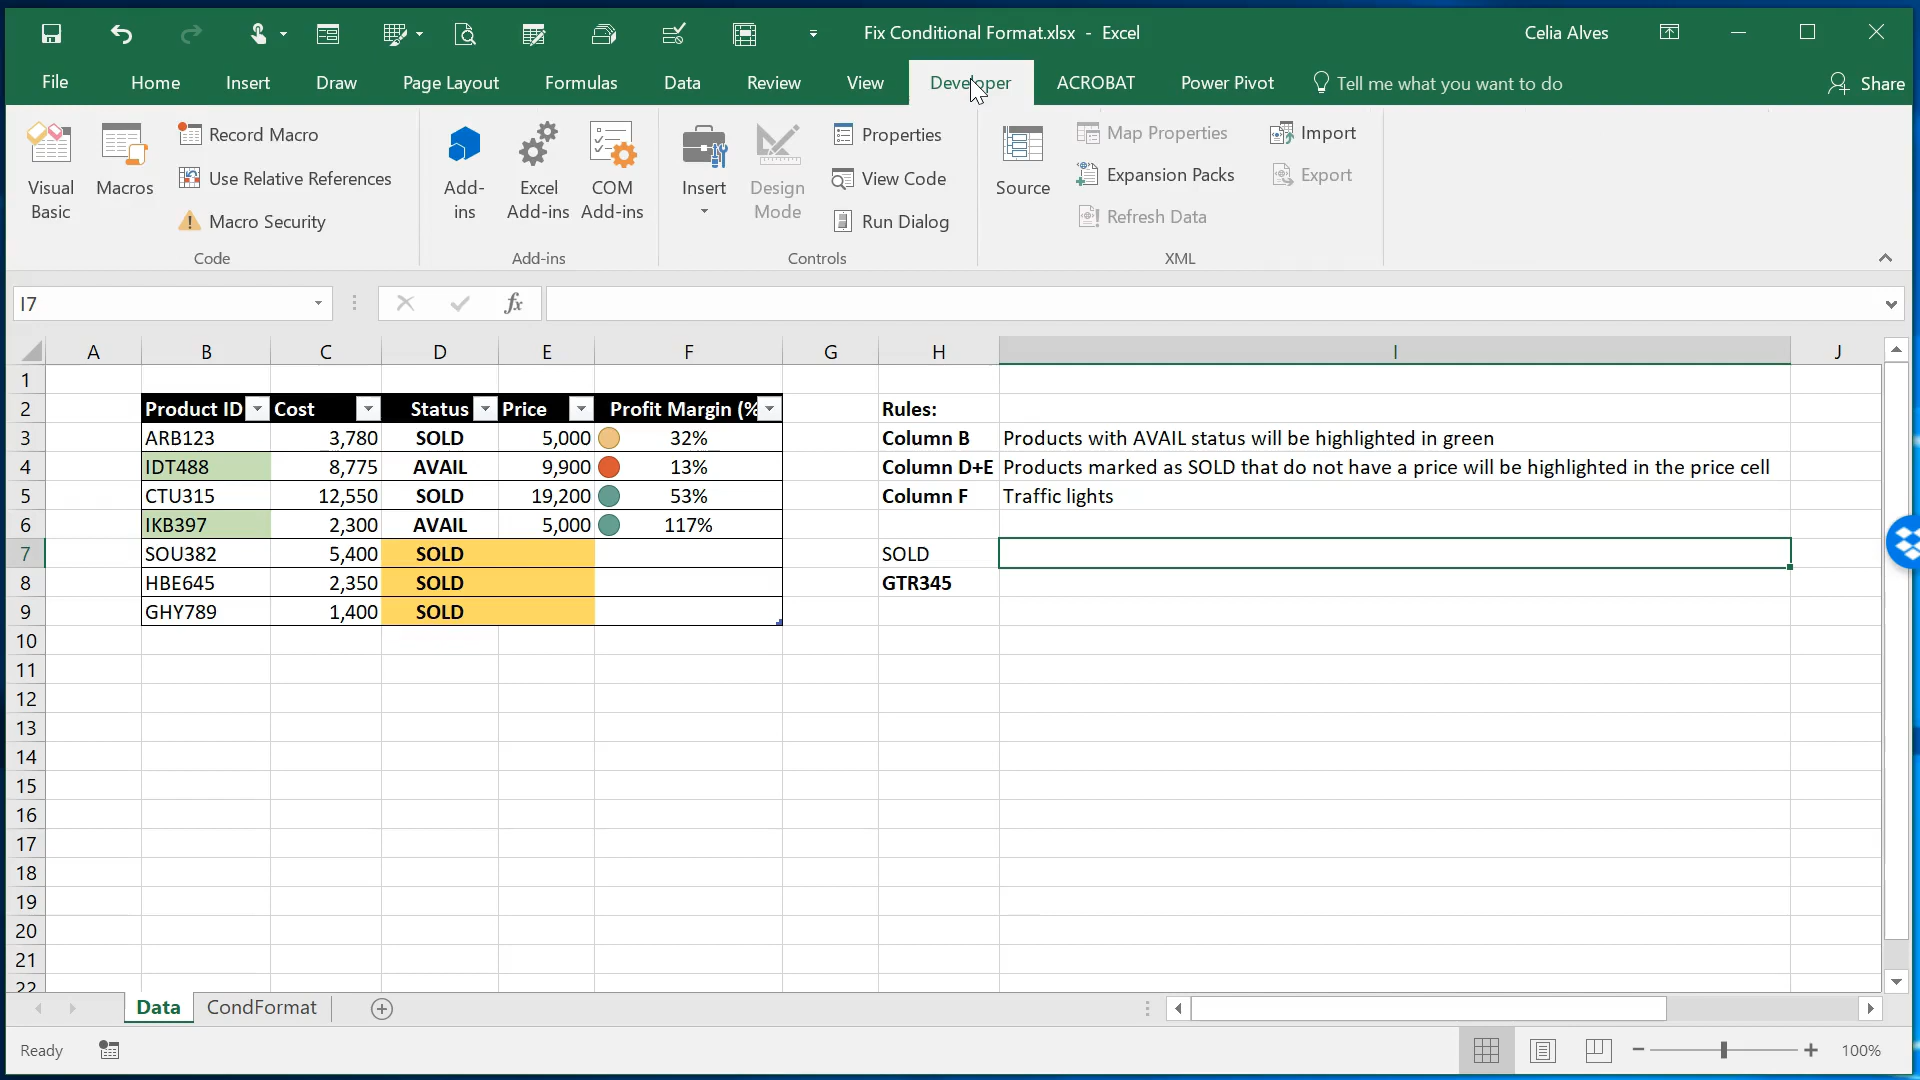 Fix Conditional Format.xlsx - Excel
Celia Alves
File Home Insert Draw Page Layout Formulas Data Review View Developer ACROBAT Power Pivot Tell me what you want to do Share
Visual Basic
Macros
Record Macro
Use Relative References
Macro Security
Code
Add-ins
Excel Add-ins
COM Add-ins
Add-ins
Insert
Design Mode
Properties
View Code
Run Dialog
Controls
Source
Map Properties
Expansion Packs
Refresh Data
Import
Export
XML
I7
fx
A B C D E F G H I J
1
2 Product ID Cost Status Price Profit Margin (% Rules:
3 ARB123 3,780 SOLD 5,000 32% Column B Products with AVAIL status will be highlighted in green
4 IDT488 8,775 AVAIL 9,900 13% Column D+E Products marked as SOLD that do not have a price will be highlighted in the price cell
5 CTU315 12,550 SOLD 19,200 53% Column F Traffic lights
6 IKB397 2,300 AVAIL 5,000 117%
7 SOU382 5,400 SOLD SOLD
8 HBE645 2,350 SOLD GTR345
9 GHY789 1,400 SOLD
10
11
12
13
14
15
16
17
18
19
20
21
22
Data CondFormat
Ready
100%